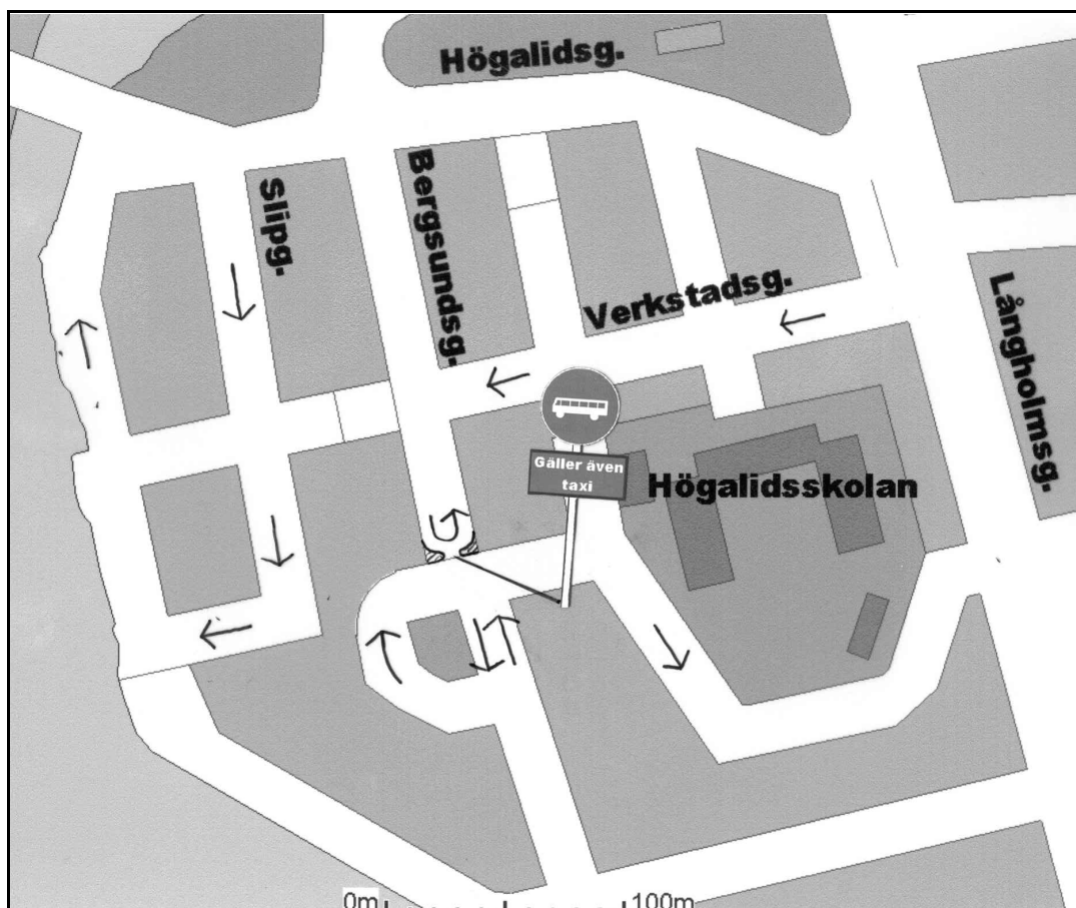 Högalidsg.
Slipg.
Bergsundsg.
Verkstadsg.
Långholmsg.
Gäller även
taxi
Högalidsskolan
0m
100m